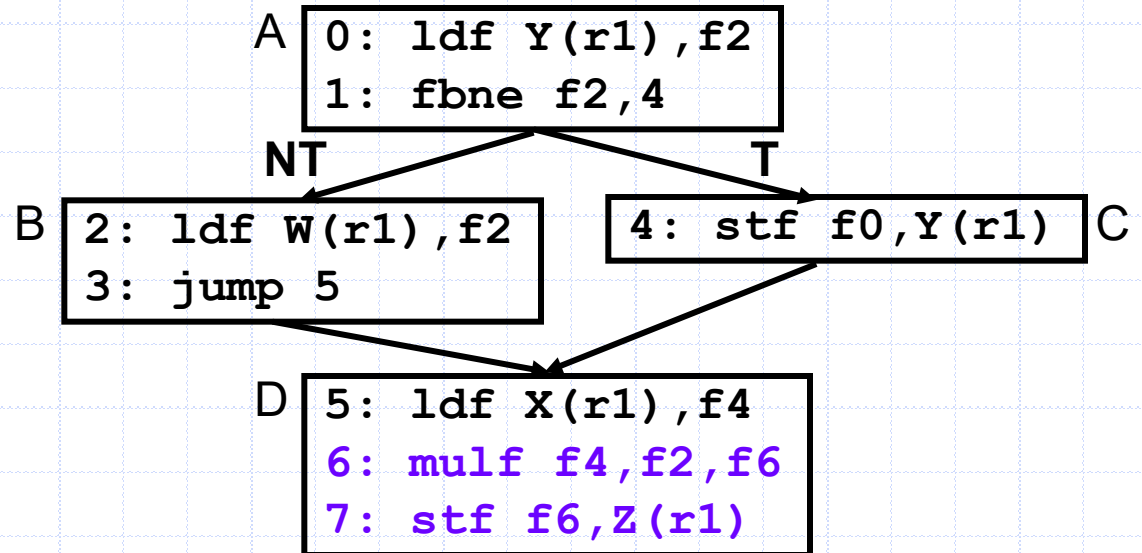 A
0: ldf Y(r1),f2
1: fbne f2,4
NT
T
B
2: ldf W(r1),f2
3: jump 5
4: stf f0,Y(r1)
C
D
5: ldf X(r1),f4
6: mulf f4,f2,f6
7: stf f6,Z(r1)